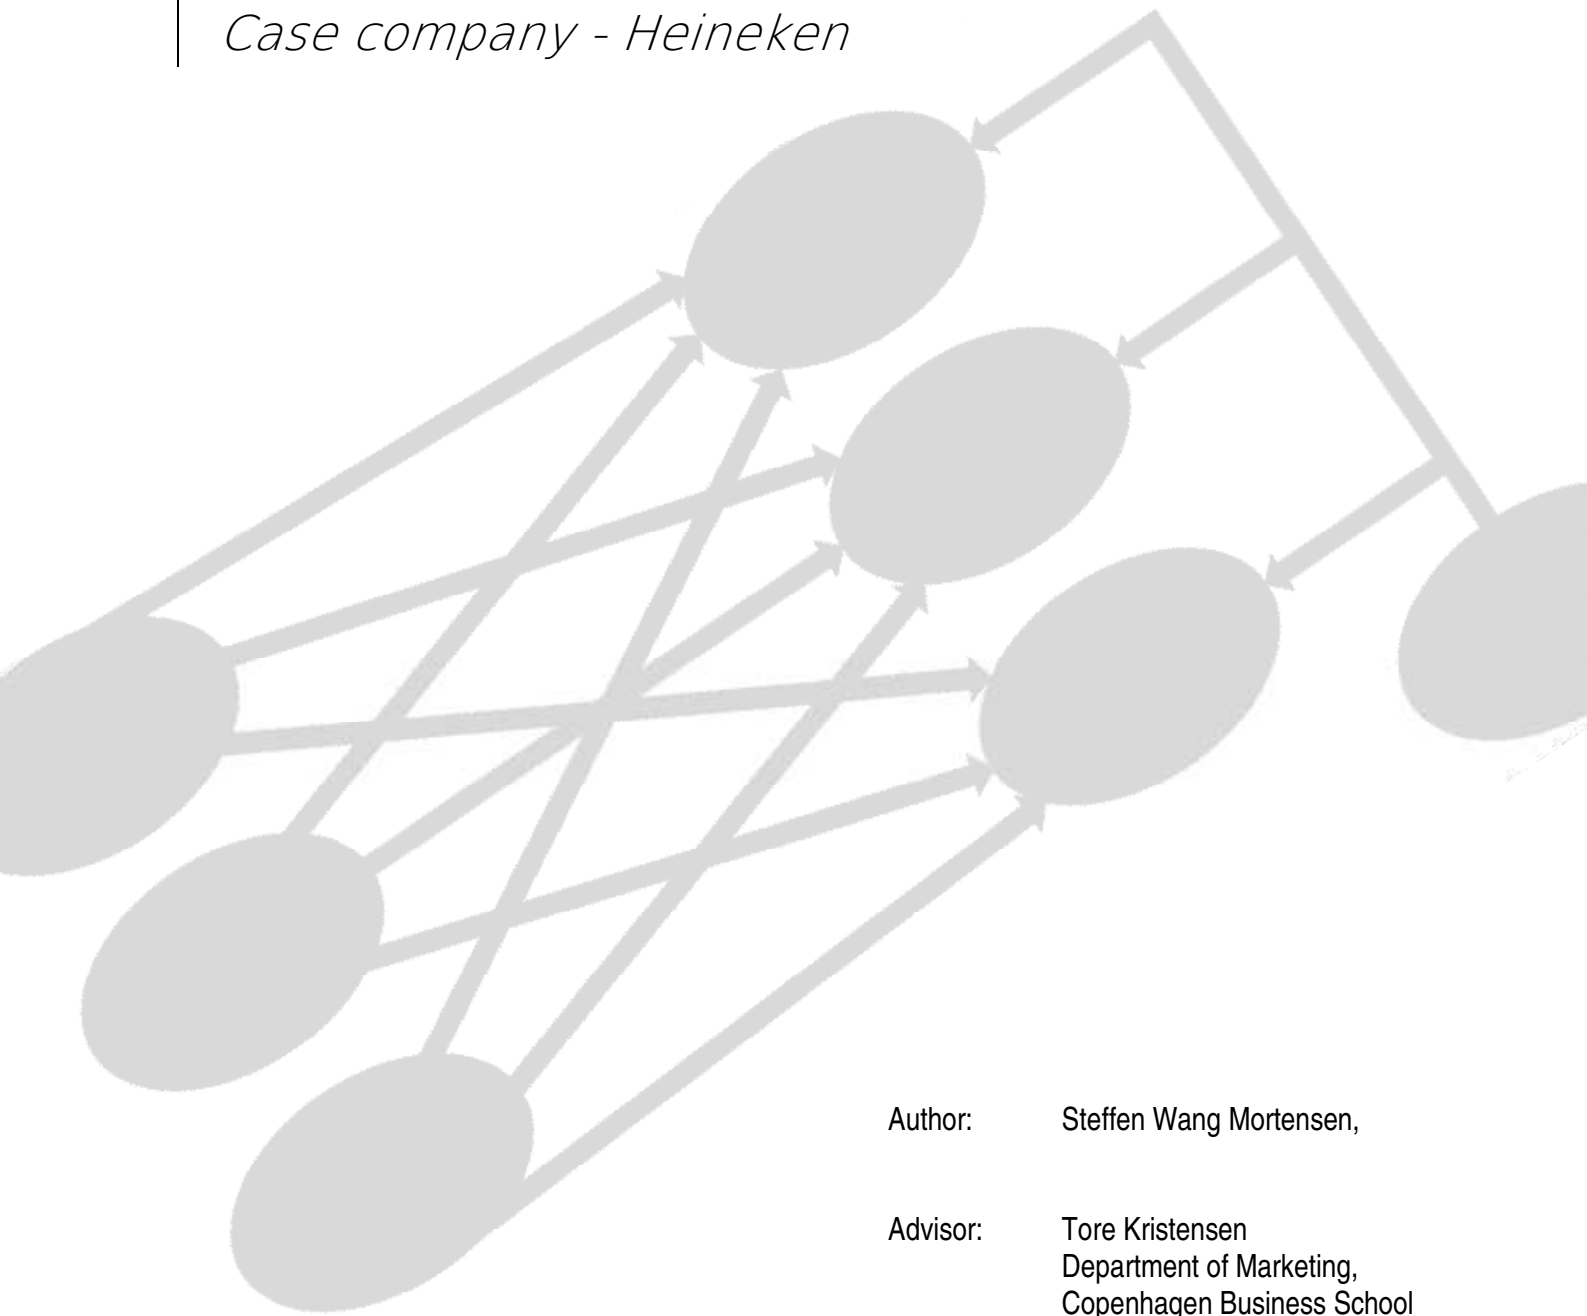 Case company - Heineken
Author: Steffen Wang Mortensen,
Advisor: Tore Kristensen
Department of Marketing,
Copenhagen Business School